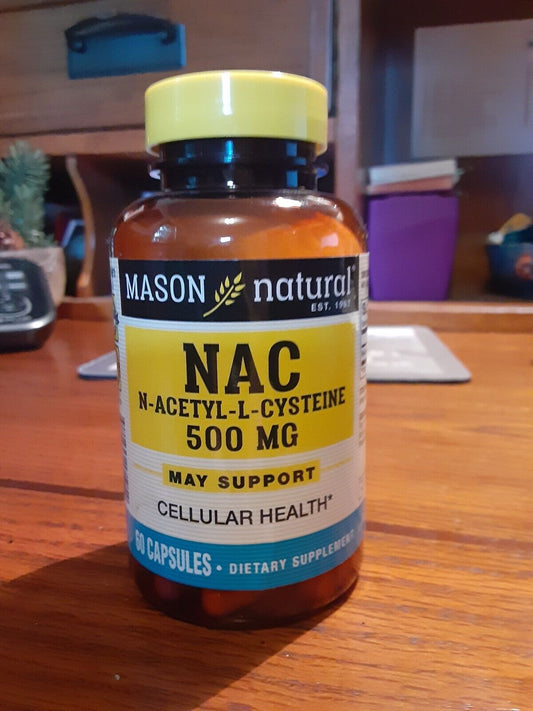 MASON natural
EST. 1967
NAC
N-ACETYL-L-CYSTEINE
500 MG
MAY SUPPORT
CELLULAR HEALTH*
60 CAPSULES • DIETARY SUPPLEMENT